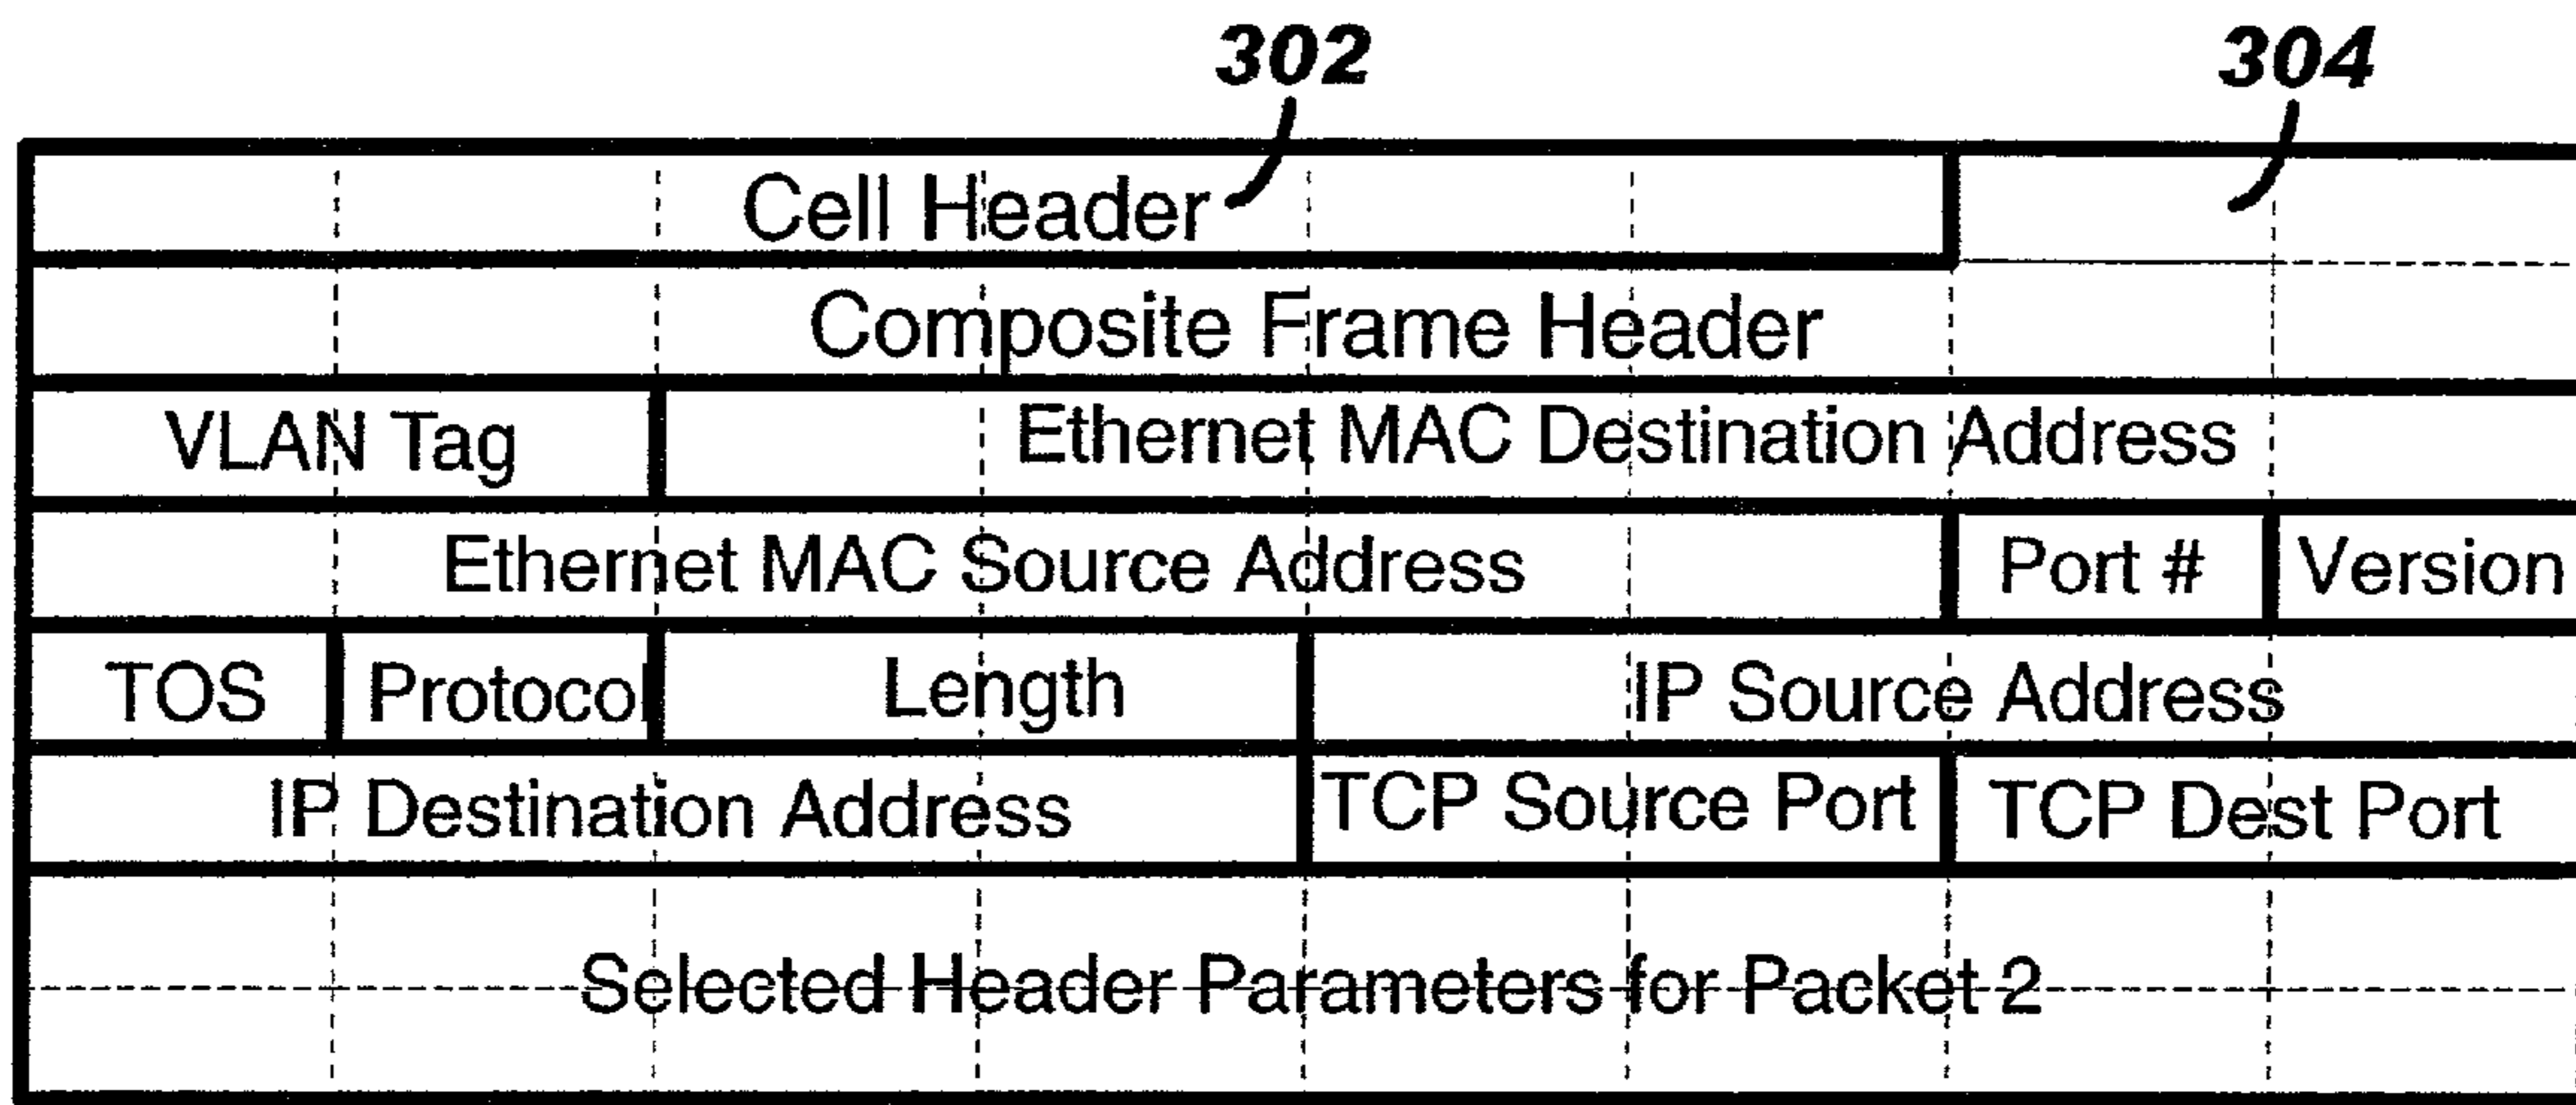 302 304
Cell Header
Composite Frame Header
VLAN Tag Ethernet MAC Destination Address
Ethernet MAC Source Address Port # Version
TOS Protocol Length IP Source Address
IP Destination Address TCP Source Port TCP Dest Port
Selected Header Parameters for Packet 2